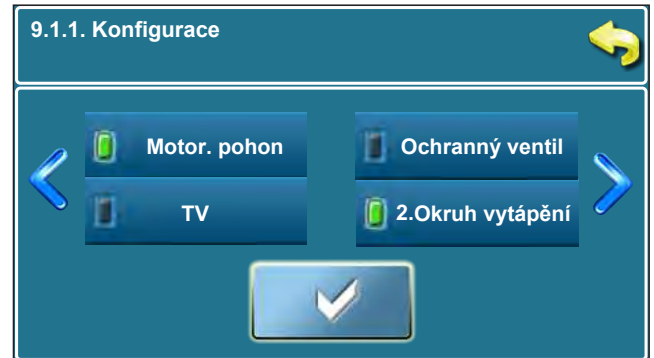 9.1.1. Konfigurace
Motor. pohon
Ochranný ventil
TV
2.Okruh vytápění